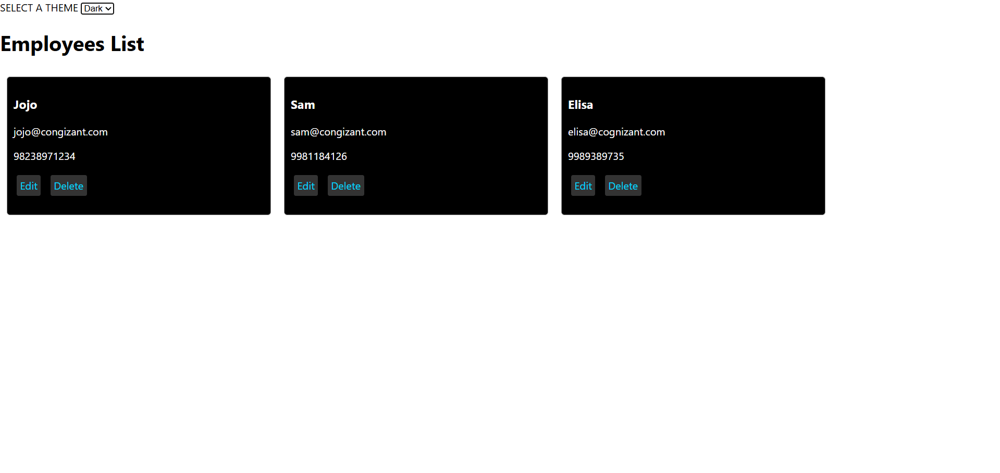 SELECT A THEME Dark
Employees List
Jojo
jojo@congizant.com
98238971234
Edit Delete
Sam
sam@congizant.com
9981184126
Edit Delete
Elisa
elisa@cognizant.com
9989389735
Edit Delete